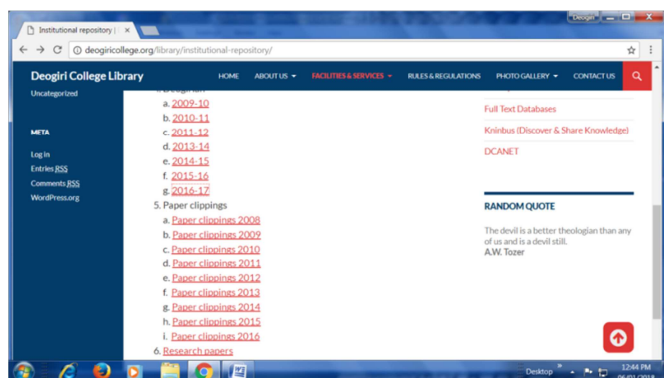 Deogiri
Institutional repository |
deogiricollege.org/library/institutional-repository/
Deogiri College Library
HOME ABOUT US FACILITIES & SERVICES RULES & REGULATIONS PHOTO GALLERY CONTACT US
Uncategorized
META
Log in
Entries RSS
Comments RSS
WordPress.org
a. 2009-10
b. 2010-11
c. 2011-12
d. 2013-14
e. 2014-15
f. 2015-16
g. 2016-17
5. Paper clippings
a. Paper clippings 2008
b. Paper clippings 2009
c. Paper clippings 2010
d. Paper clippings 2011
e. Paper clippings 2012
f. Paper clippings 2013
g. Paper clippings 2014
h. Paper clippings 2015
i. Paper clippings 2016
6. Research papers
Full Text Databases
Kninbus (Discover & Share Knowledge)
DCANET
RANDOM QUOTE
The devil is a better theologian than any
of us and is a devil still.
A.W. Tozer
Desktop
12:44 PM
06/01/2018